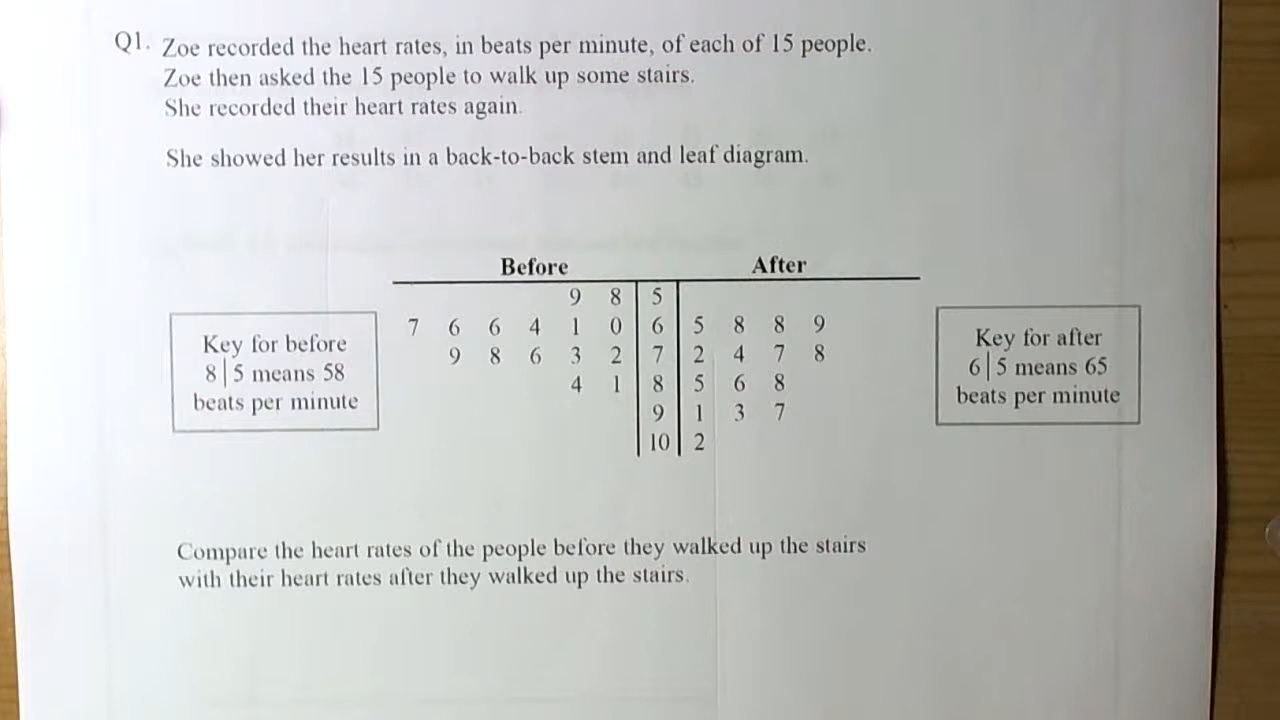 Q1. Zoe recorded the heart rates, in beats per minute, of each of 15 people.
Zoe then asked the 15 people to walk up some stairs.
She recorded their heart rates again.
She showed her results in a back-to-back stem and leaf diagram.
Before After
9 8 5
7 6 6 4 1 0 6 5 8 8 9
9 8 6 3 2 7 2 4 7 8
4 1 8 5 6 8
9 1 3 7
10 2
Key for before
8 | 5 means 58
beats per minute
Key for after
6 | 5 means 65
beats per minute
Compare the heart rates of the people before they walked up the stairs
with their heart rates after they walked up the stairs.